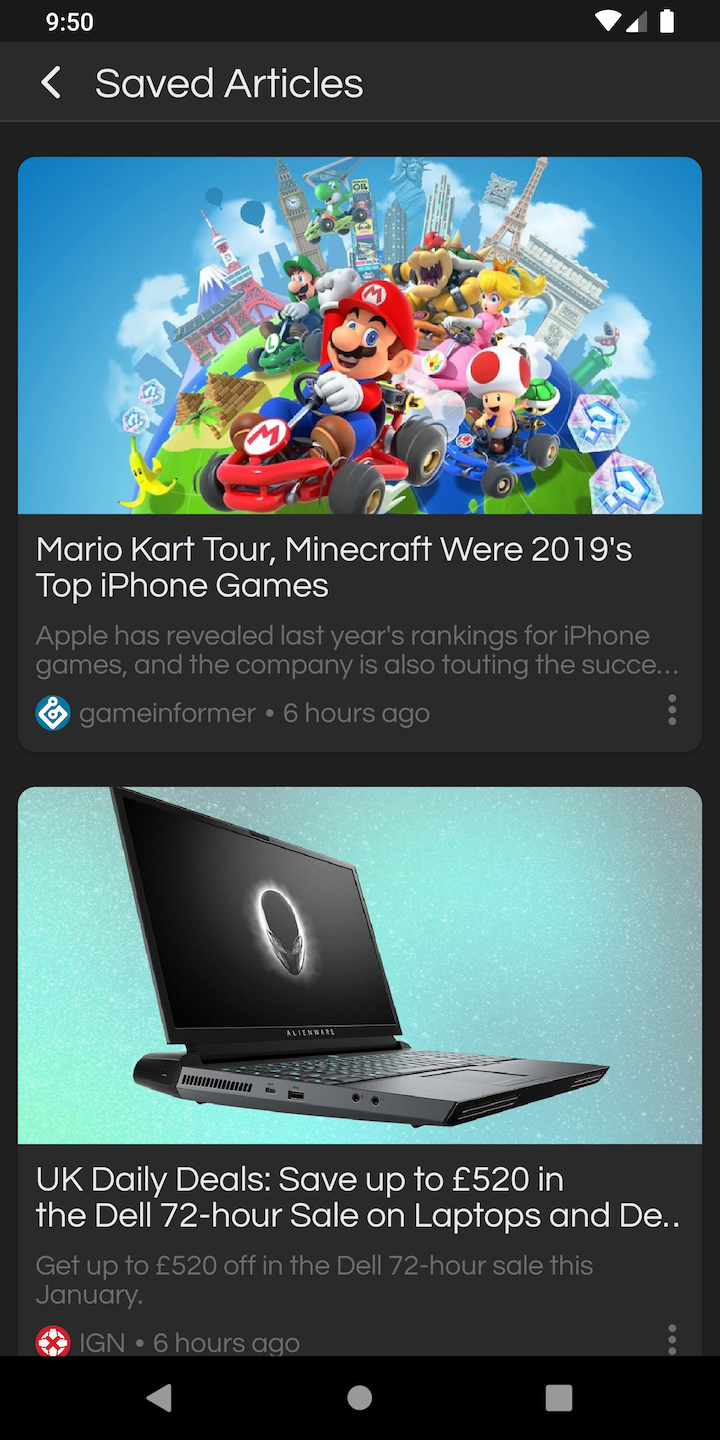 9:50
Saved Articles
OIL
M
L
M
Mario Kart Tour, Minecraft Were 2019's
Top iPhone Games
Apple has revealed last year's rankings for iPhone
games, and the company is also touting the succe...
gameinformer • 6 hours ago
ALIENWARE
UK Daily Deals: Save up to £520 in
the Dell 72-hour Sale on Laptops and De..
Get up to £520 off in the Dell 72-hour sale this
January.
IGN • 6 hours ago